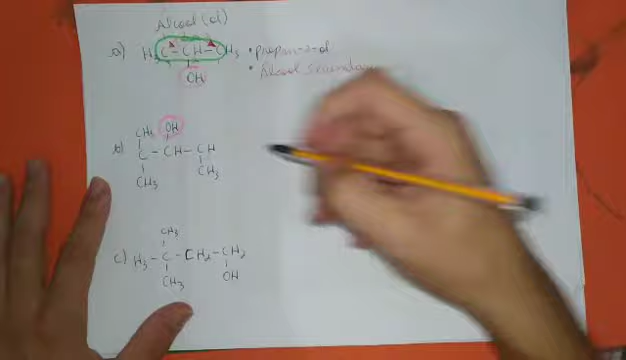 Alcool (ol)
a) H₃C - CH - CH₃ • propan-2-ol
OH • Alcool secundário
CH₃ OH
b) C - CH - CH
CH₃ CH₃
CH₃
c) H₃ - C - CH₂ - CH₂
CH₃ OH